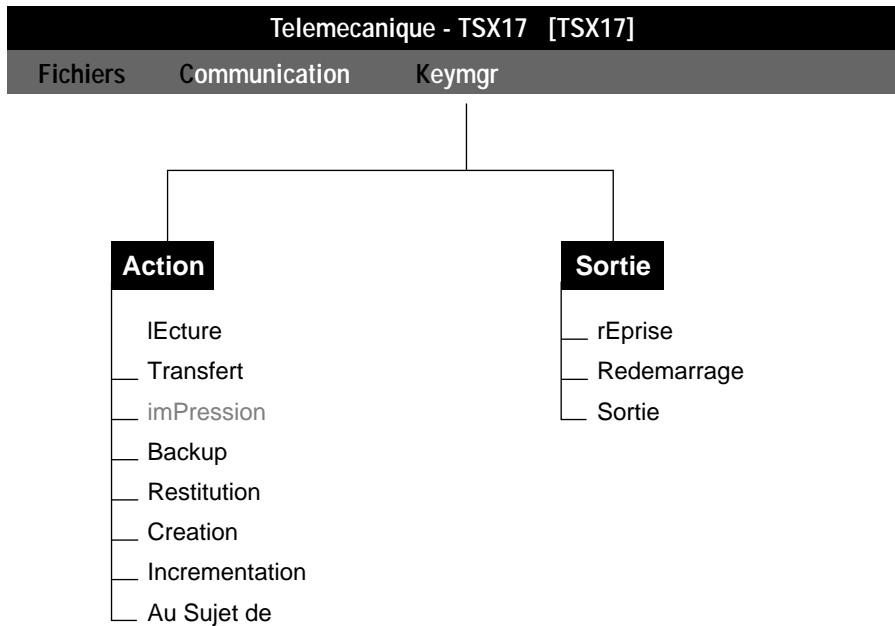 Telemecanique - TSX17 [TSX17]
Fichiers Communication Keymgr
Action
lEcture
Transfert
imPression
Backup
Restitution
Creation
Incrementation
Au Sujet de
Sortie
rEprise
Redemarrage
Sortie